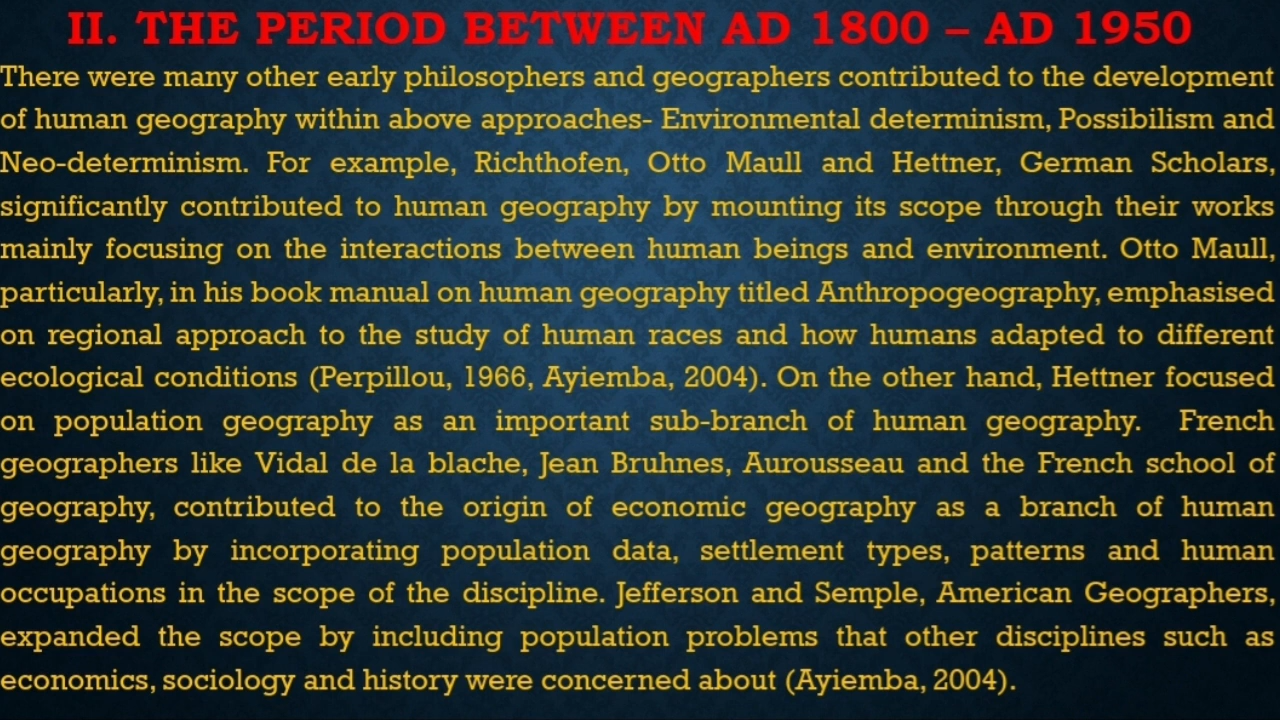 II. THE PERIOD BETWEEN AD 1800 – AD 1950
There were many other early philosophers and geographers contributed to the development
of human geography within above approaches- Environmental determinism, Possibilism and
Neo-determinism. For example, Richthofen, Otto Maull and Hettner, German Scholars,
significantly contributed to human geography by mounting its scope through their works
mainly focusing on the interactions between human beings and environment. Otto Maull,
particularly, in his book manual on human geography titled Anthropogeography, emphasised
on regional approach to the study of human races and how humans adapted to different
ecological conditions (Perpillou, 1966, Ayiemba, 2004). On the other hand, Hettner focused
on population geography as an important sub-branch of human geography. French
geographers like Vidal de la blache, Jean Bruhnes, Aurousseau and the French school of
geography, contributed to the origin of economic geography as a branch of human
geography by incorporating population data, settlement types, patterns and human
occupations in the scope of the discipline. Jefferson and Semple, American Geographers,
expanded the scope by including population problems that other disciplines such as
economics, sociology and history were concerned about (Ayiemba, 2004).